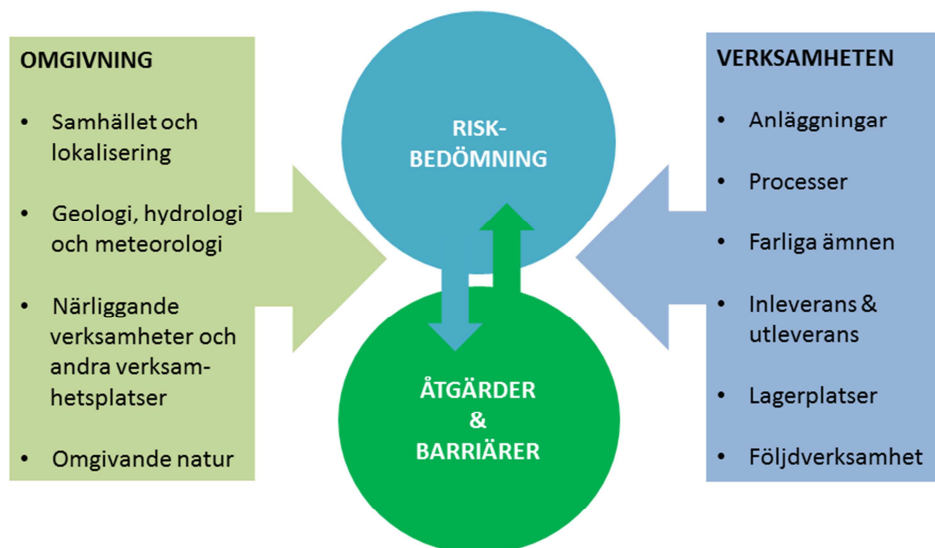 OMGIVNING
• Samhället och
lokalisering
• Geologi, hydrologi
och meteorologi
• Närliggande
verksamheter och
andra verksam-
hetsplatser
• Omgivande natur
RISK-
BEDÖMNING
ÅTGÄRDER
&
BARRIÄRER
VERKSAMHETEN
• Anläggningar
• Processer
• Farliga ämnen
• Inleverans &
utleverans
• Lagerplatser
• Följdverksamhet